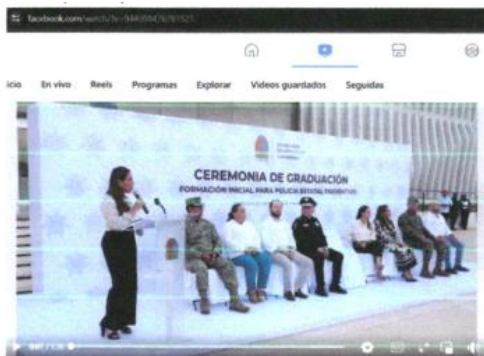 facebook.com/watch/?v=
icio En vivo Reels Programas Explorar Videos guardados Seguidas
CEREMONIA DE GRADUACIÓN
FORMACIÓN INICIAL PARA POLICÍA ESTATAL PREVENTIVO